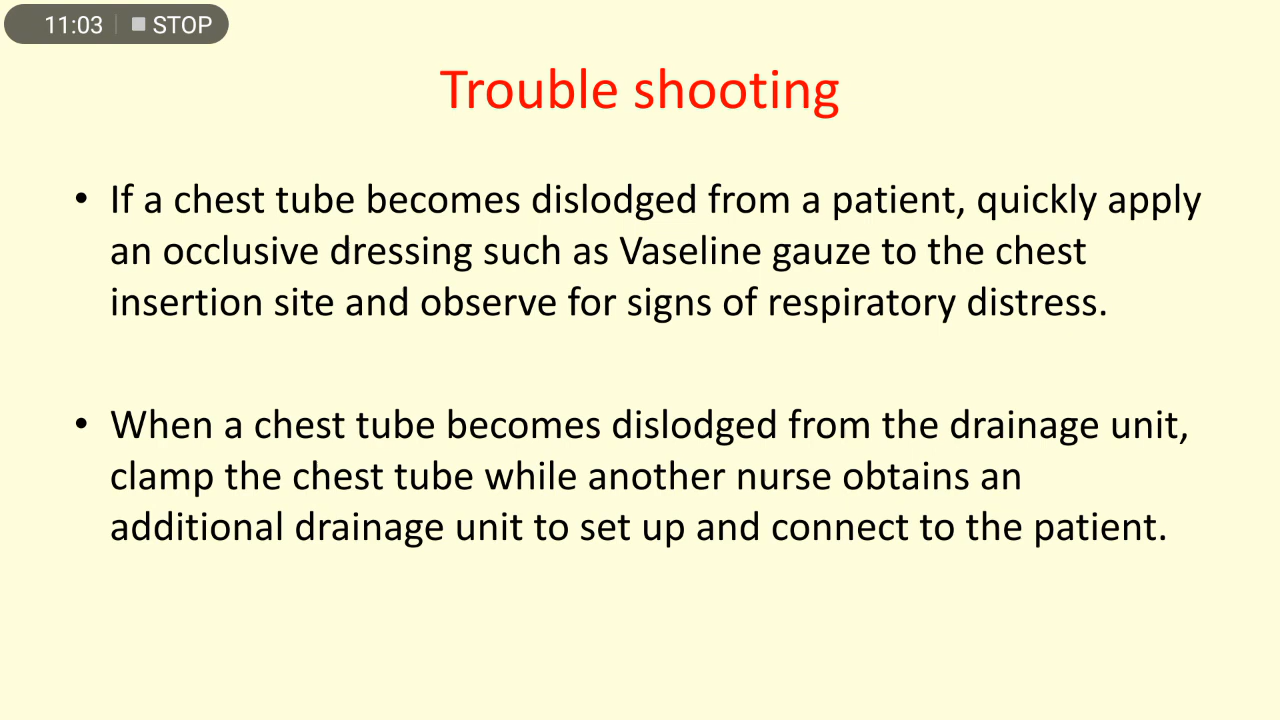 11:03 STOP
Trouble shooting
• If a chest tube becomes dislodged from a patient, quickly apply
an occlusive dressing such as Vaseline gauze to the chest
insertion site and observe for signs of respiratory distress.
• When a chest tube becomes dislodged from the drainage unit,
clamp the chest tube while another nurse obtains an
additional drainage unit to set up and connect to the patient.